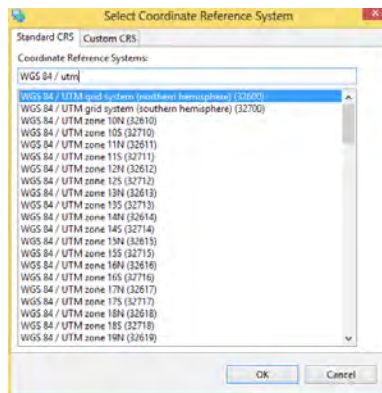 Select Coordinate Reference System
Standard CRS Custom CRS
Coordinate Reference Systems:
WGS 84 / utm
WGS 84 / UTM grid system (northern hemisphere) (32600)
WGS 84 / UTM grid system (southern hemisphere) (32700)
WGS 84 / UTM zone 10N (32610)
WGS 84 / UTM zone 10S (32710)
WGS 84 / UTM zone 11N (32611)
WGS 84 / UTM zone 11S (32711)
WGS 84 / UTM zone 12N (32612)
WGS 84 / UTM zone 12S (32712)
WGS 84 / UTM zone 13N (32613)
WGS 84 / UTM zone 13S (32713)
WGS 84 / UTM zone 14N (32614)
WGS 84 / UTM zone 14S (32714)
WGS 84 / UTM zone 15N (32615)
WGS 84 / UTM zone 15S (32715)
WGS 84 / UTM zone 16N (32616)
WGS 84 / UTM zone 16S (32716)
WGS 84 / UTM zone 17N (32617)
WGS 84 / UTM zone 17S (32717)
WGS 84 / UTM zone 18N (32618)
WGS 84 / UTM zone 18S (32718)
WGS 84 / UTM zone 19N (32619)
OK Cancel